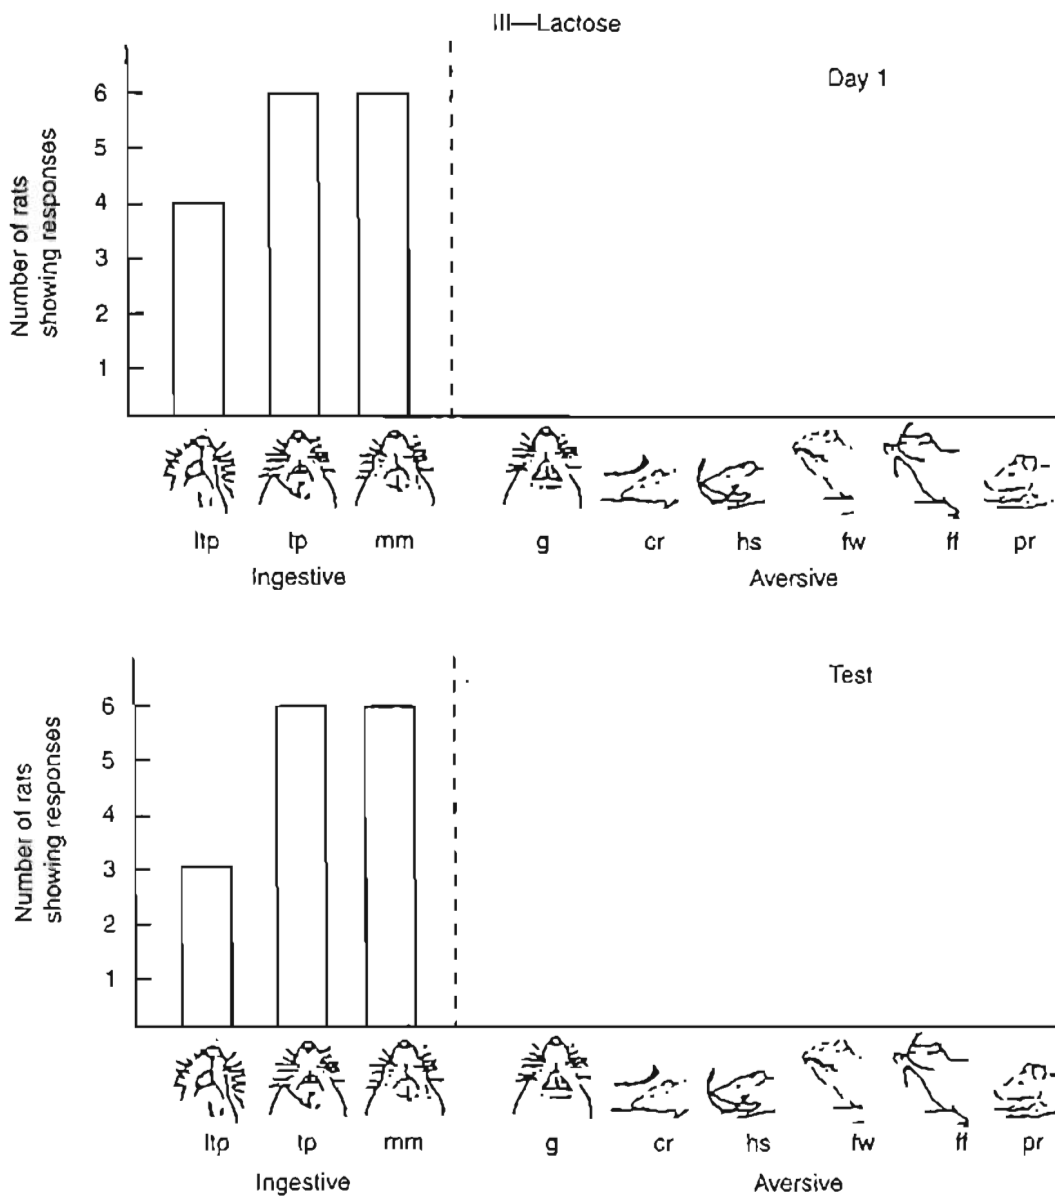 III—Lactose
Day 1
Number of rats
showing responses
6
5
4
3
2
1
ltp tp mm g cr hs fw ff pr
Ingestive Aversive
Test
Number of rats
showing responses
6
5
4
3
2
1
ltp tp mm g cr hs fw ff pr
Ingestive Aversive